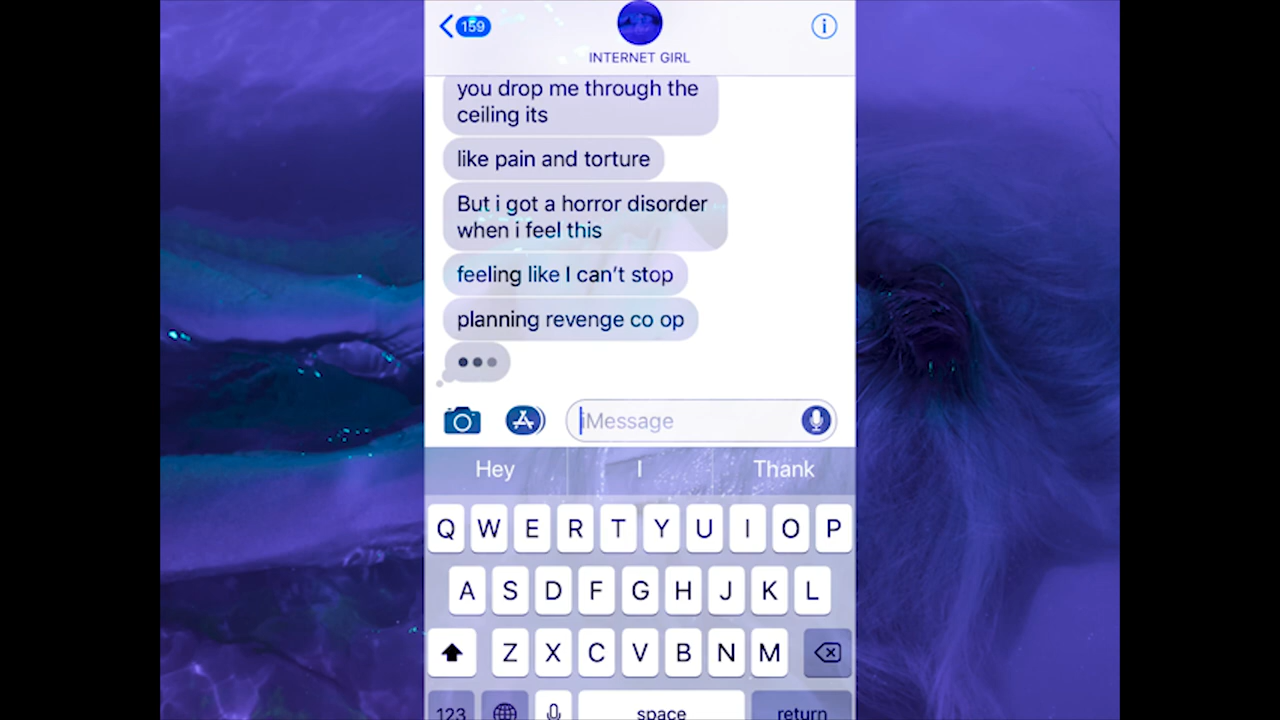 159
INTERNET GIRL
you drop me through the
ceiling its
like pain and torture
But i got a horror disorder
when i feel this
feeling like I can’t stop
planning revenge co op
iMessage
Hey I Thank
Q W E R T Y U I O P
A S D F G H J K L
Z X C V B N M
123 space return